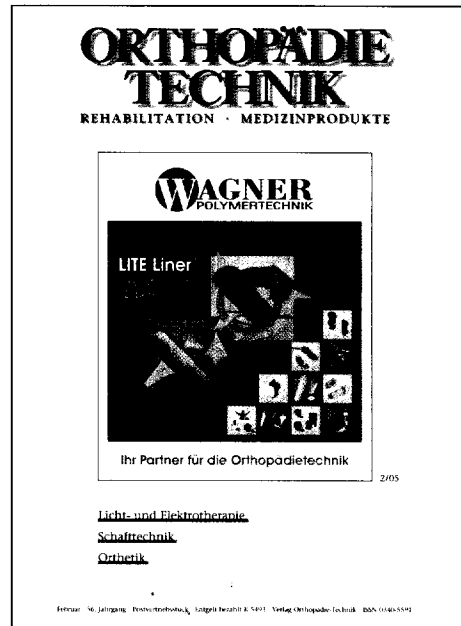 ORTHOPÄDIE
TECHNIK
REHABILITATION · MEDIZINPRODUKTE
WAGNER
POLYMERTECHNIK
LITE Liner
Ihr Partner für die Orthopädietechnik
2/05
Licht- und Elektrotherapie
Schafttechnik
Orthetik
Februar 56. Jahrgang Postvertriebsstück, Entgelt bezahlt K 5493 Verlag Orthopädie-Technik ISSN 0340-5591